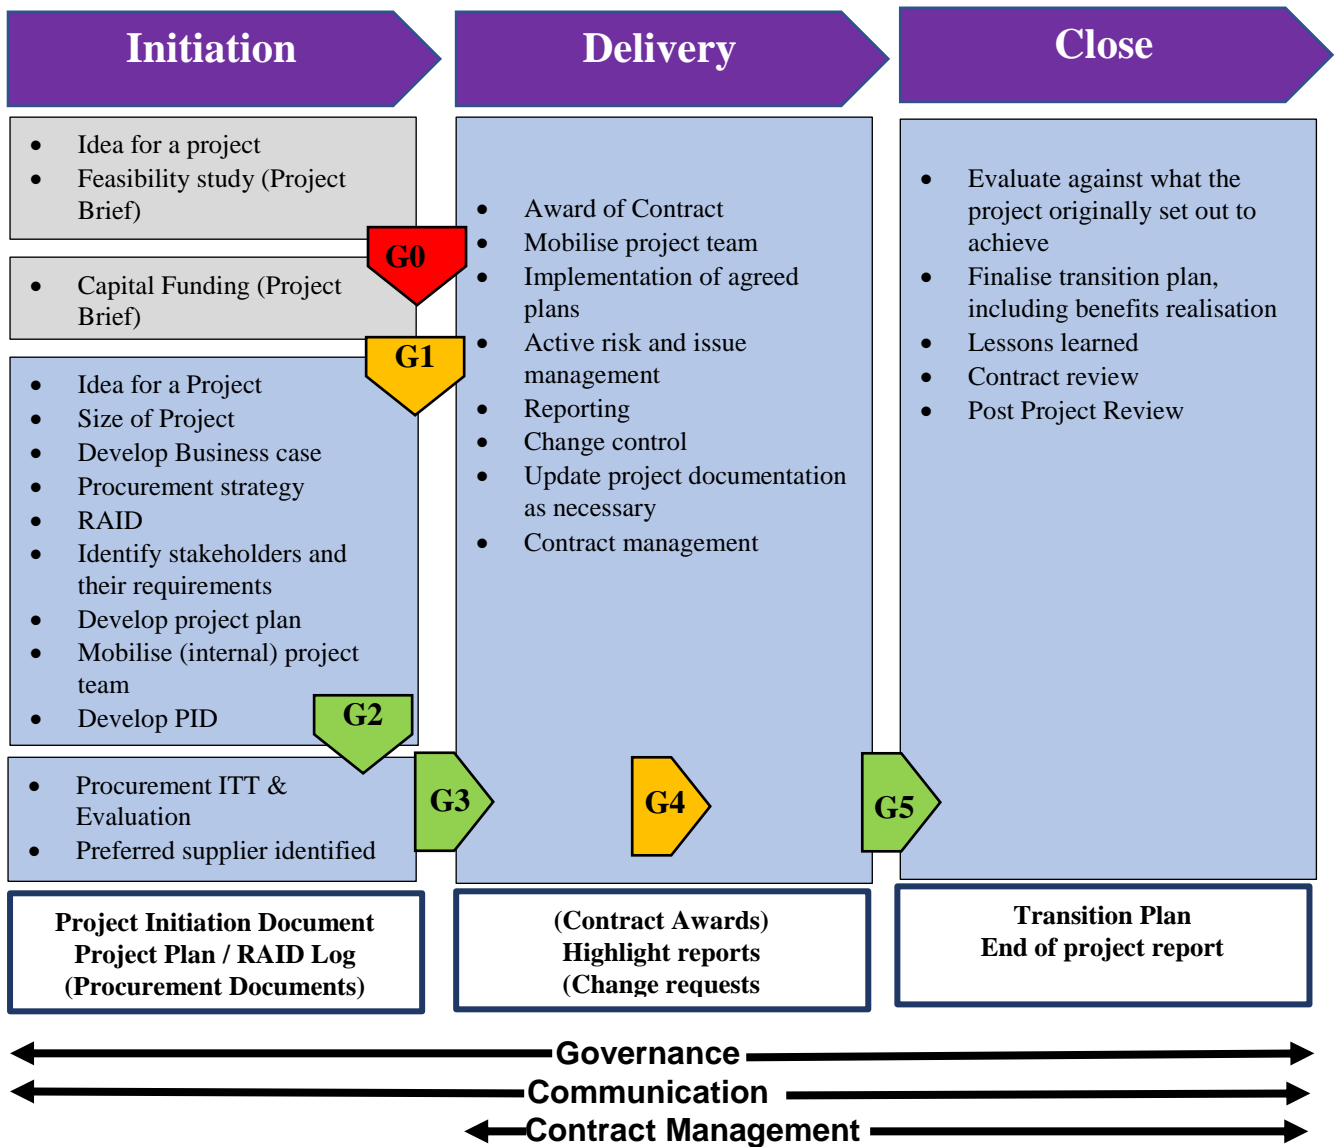 Initiation
Delivery
Close
• Idea for a project
• Feasibility study (Project
Brief)
G0
• Capital Funding (Project
Brief)
G1
• Idea for a Project
• Size of Project
• Develop Business case
• Procurement strategy
• RAID
• Identify stakeholders and
their requirements
• Develop project plan
• Mobilise (internal) project
team
• Develop PID
G2
• Procurement ITT &
Evaluation
• Preferred supplier identified
G3
• Award of Contract
• Mobilise project team
• Implementation of agreed
plans
• Active risk and issue
management
• Reporting
• Change control
• Update project documentation
as necessary
• Contract management
G4
G5
• Evaluate against what the
project originally set out to
achieve
• Finalise transition plan,
including benefits realisation
• Lessons learned
• Contract review
• Post Project Review
Project Initiation Document
Project Plan / RAID Log
(Procurement Documents)
(Contract Awards)
Highlight reports
(Change requests
Transition Plan
End of project report
Governance
Communication
Contract Management